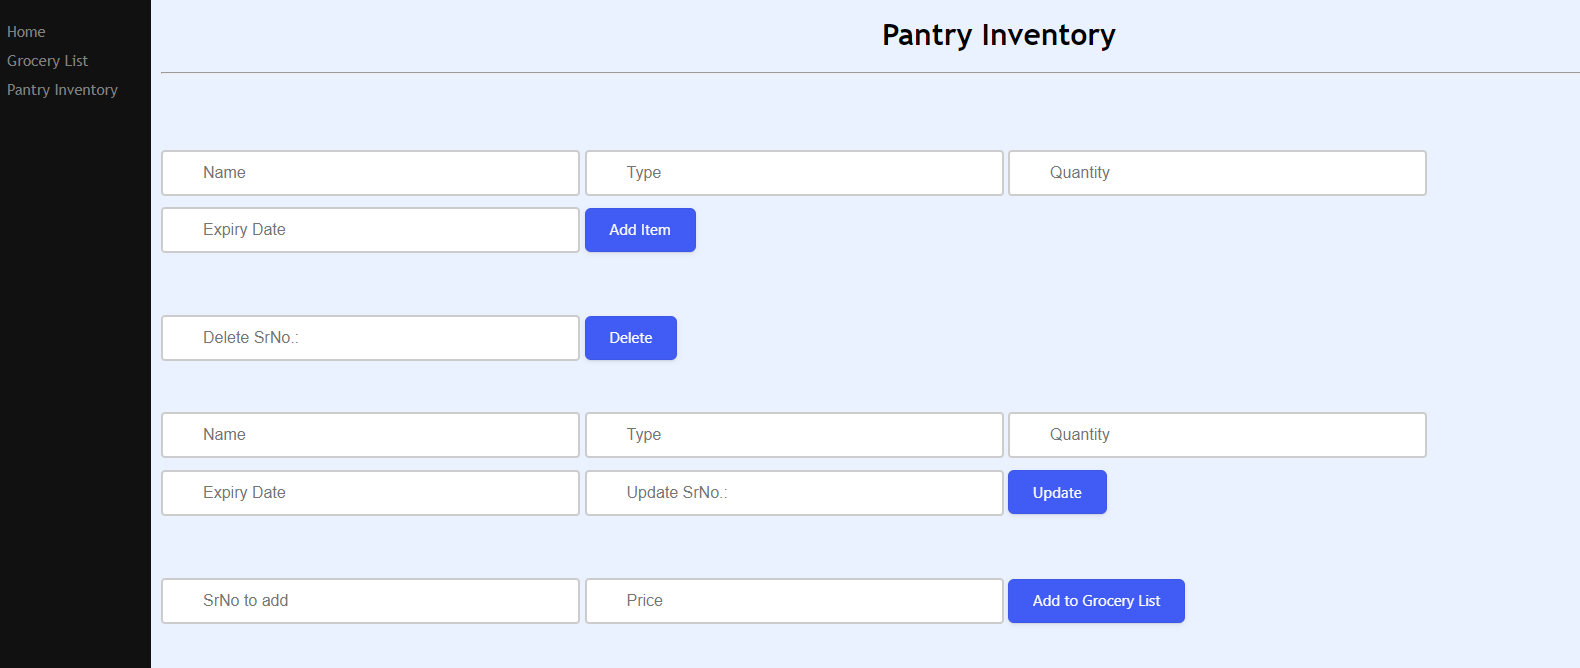 Home
Grocery List
Pantry Inventory
Pantry Inventory
Name Type Quantity
Expiry Date Add Item
Delete SrNo.: Delete
Name Type Quantity
Expiry Date Update SrNo.: Update
SrNo to add Price Add to Grocery List